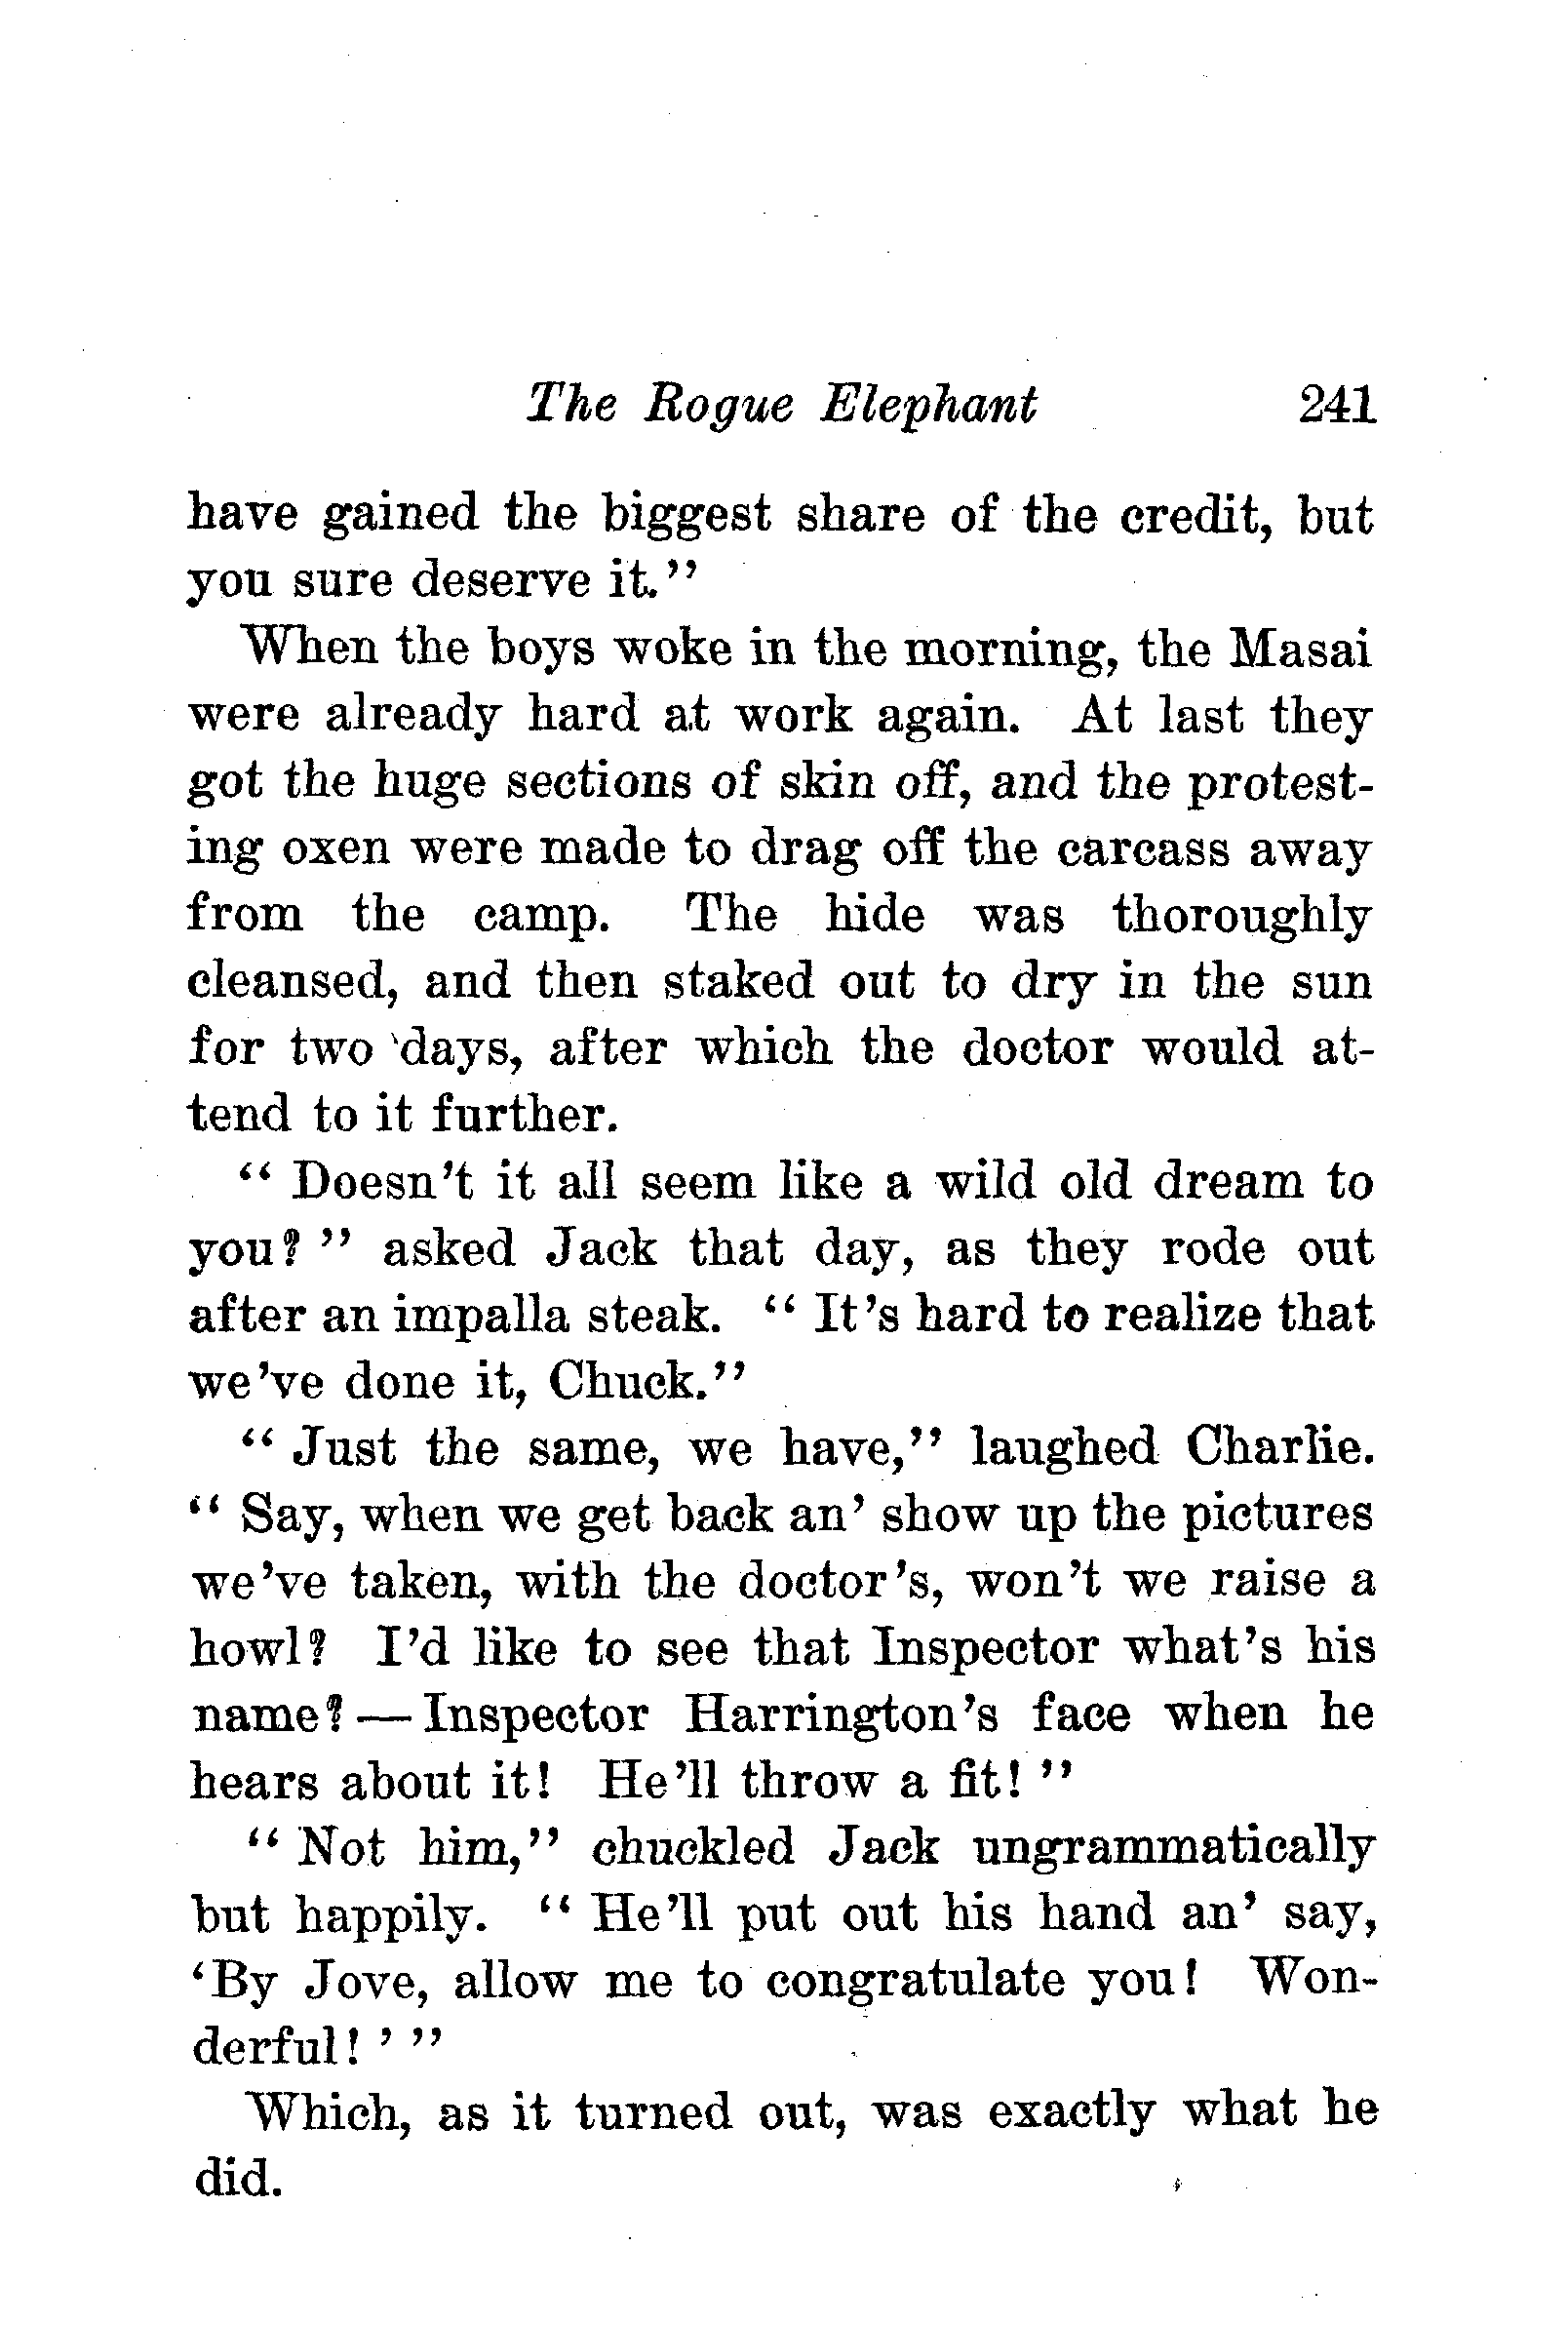 The Rogue Elephant 241
have gained the biggest share of the credit, but
you sure deserve it."
When the boys woke in the morning, the Masai
were already hard at work again. At last they
got the huge sections of skin off, and the protest-
ing oxen were made to drag off the carcass away
from the camp. The hide was thoroughly
cleansed, and then staked out to dry in the sun
for two days, after which the doctor would at-
tend to it further.
" Doesn't it all seem like a wild old dream to
you? " asked Jack that day, as they rode out
after an impalla steak. " It's hard to realize that
we've done it, Chuck."
" Just the same, we have," laughed Charlie.
" Say, when we get back an' show up the pictures
we've taken, with the doctor's, won't we raise a
howl? I'd like to see that Inspector what's his
name? — Inspector Harrington's face when he
hears about it! He'll throw a fit! "
" Not him," chuckled Jack ungrammatically
but happily. " He'll put out his hand an' say,
'By Jove, allow me to congratulate you! Won-
derful! ' "
Which, as it turned out, was exactly what he
did.